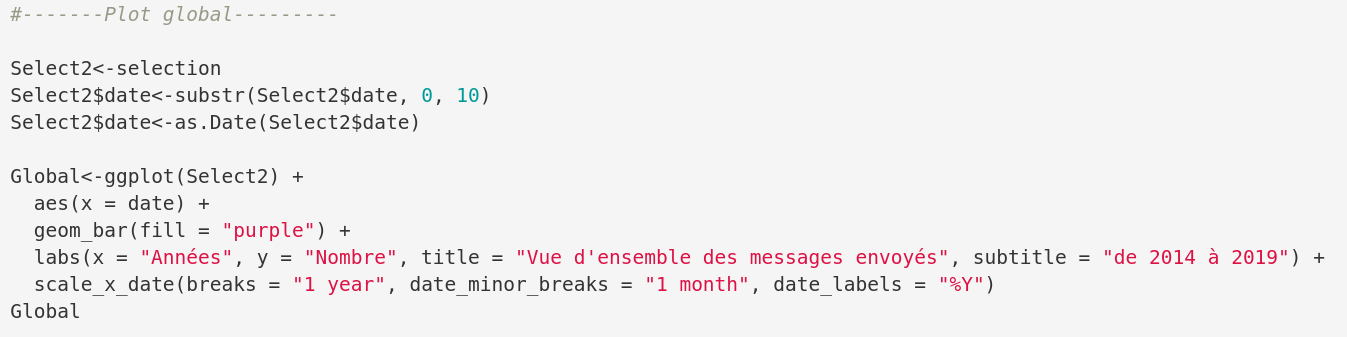 #-------Plot global---------
Select2<-selection
Select2$date<-substr(Select2$date, 0, 10)
Select2$date<-as.Date(Select2$date)
Global<-ggplot(Select2) +
aes(x = date) +
geom_bar(fill = "purple") +
labs(x = "Années", y = "Nombre", title = "Vue d'ensemble des messages envoyés", subtitle = "de 2014 à 2019") +
scale_x_date(breaks = "1 year", date_minor_breaks = "1 month", date_labels = "%Y")
Global